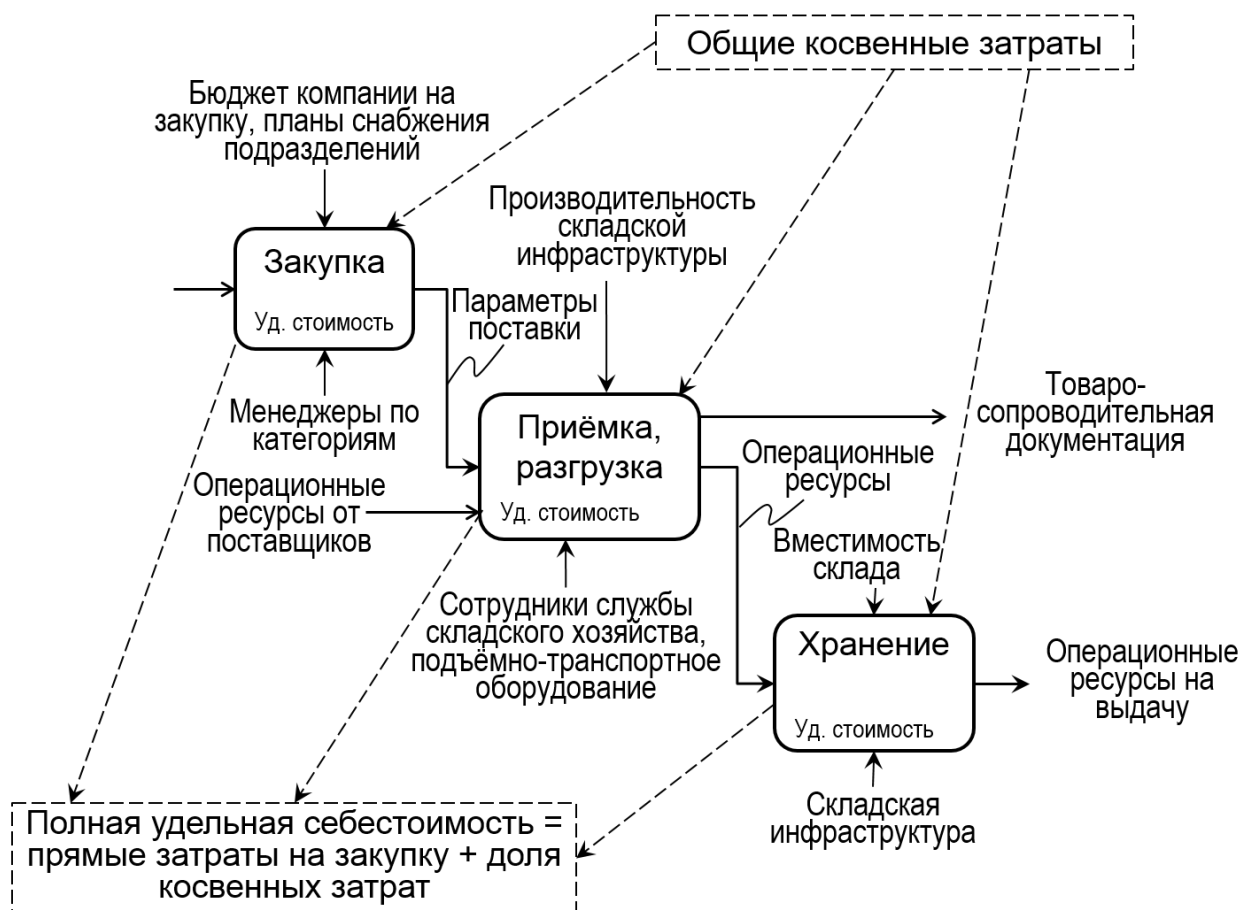 Общие косвенные затраты
Бюджет компании на
закупку, планы снабжения
подразделений
Производительность
складской
инфраструктуры
Закупка
Уд. стоимость
Параметры
поставки
Менеджеры по
категориям
Товаро-
сопроводительная
документация
Приёмка,
разгрузка
Уд. стоимость
Операционные
ресурсы
Операционные
ресурсы от
поставщиков
Вместимость
склада
Сотрудники службы
складского хозяйства,
подъёмно-транспортное
оборудование
Хранение
Уд. стоимость
Операционные
ресурсы на
выдачу
Складская
инфраструктура
Полная удельная себестоимость =
прямые затраты на закупку + доля
косвенных затрат